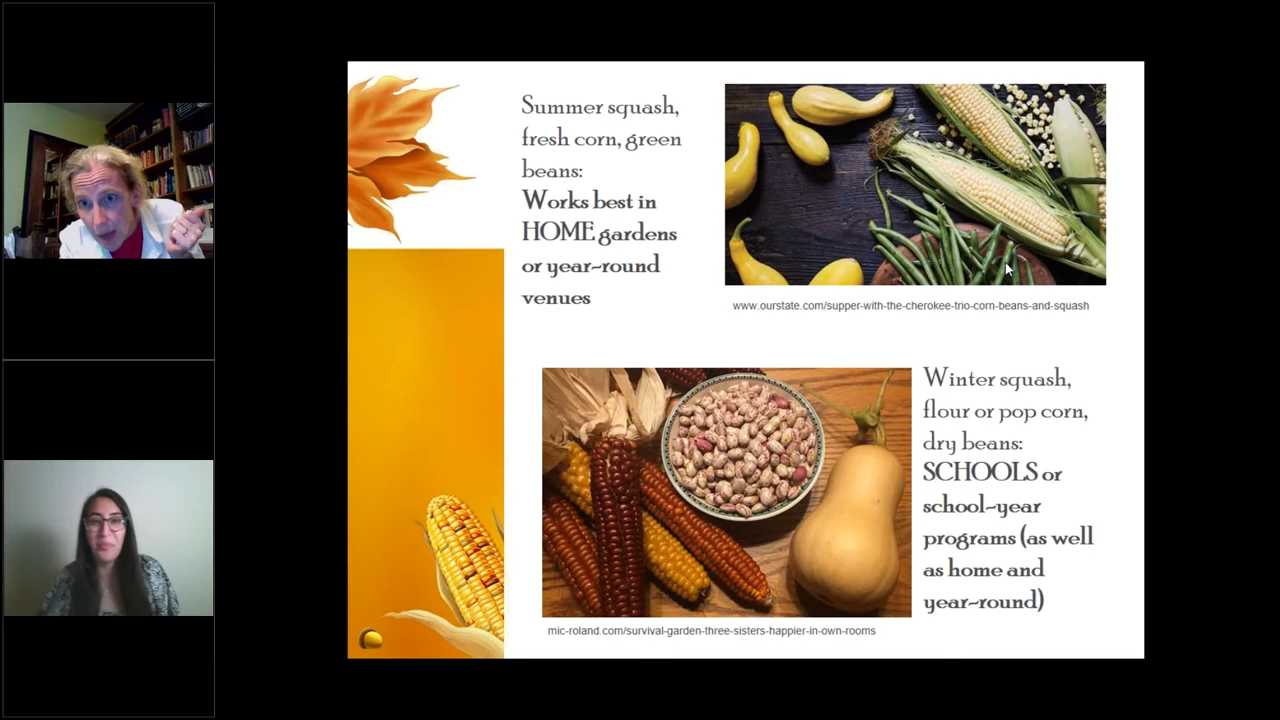 Summer squash,
fresh corn, green
beans:
Works best in
HOME gardens
or year-round
venues
www.ourstate.com/supper-with-the-cherokee-trio-corn-beans-and-squash
Winter squash,
flour or pop corn,
dry beans:
SCHOOLS or
school-year
programs (as well
as home and
year-round)
mic-roland.com/survival-garden-three-sisters-happier-in-own-rooms